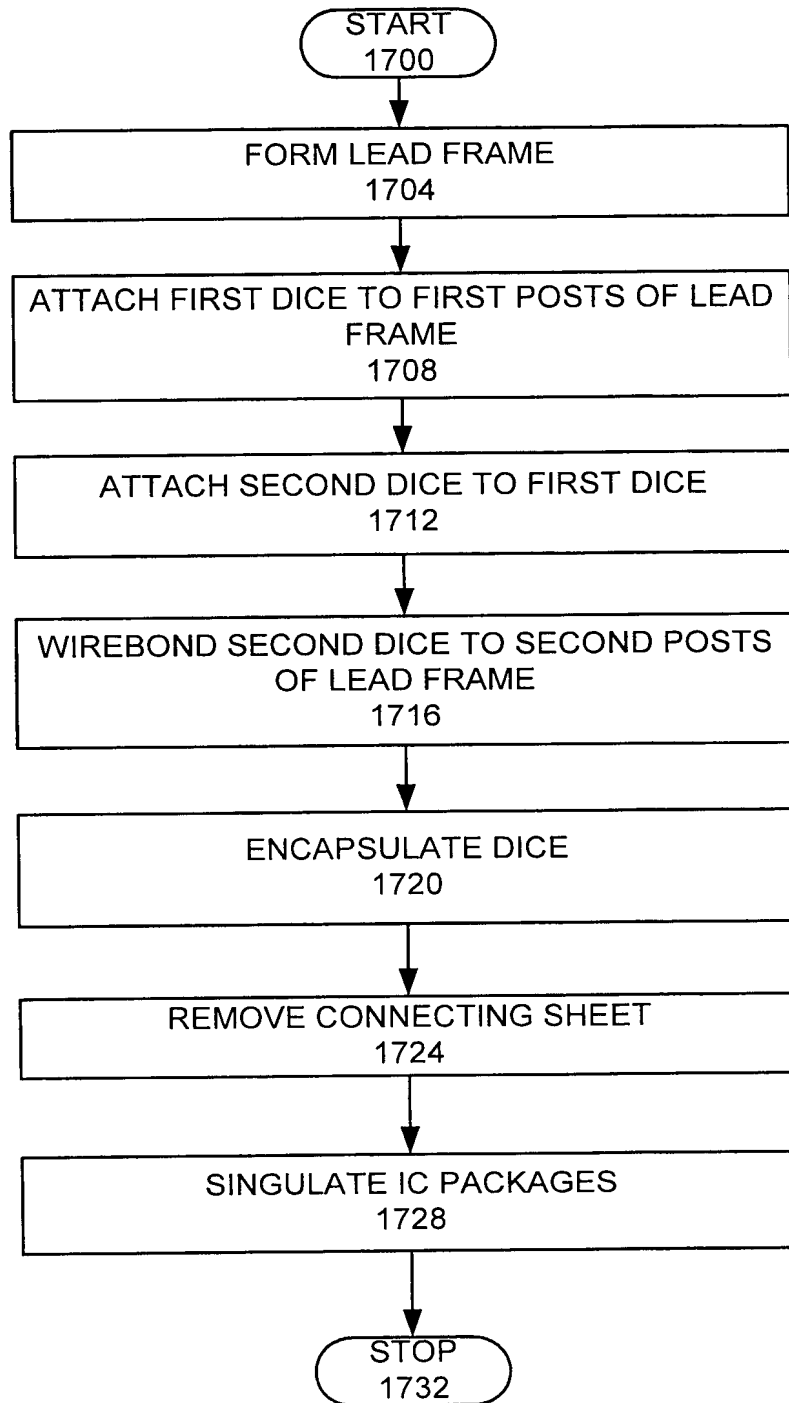 START
1700
FORM LEAD FRAME
1704
ATTACH FIRST DICE TO FIRST POSTS OF LEAD
FRAME
1708
ATTACH SECOND DICE TO FIRST DICE
1712
WIREBOND SECOND DICE TO SECOND POSTS
OF LEAD FRAME
1716
ENCAPSULATE DICE
1720
REMOVE CONNECTING SHEET
1724
SINGULATE IC PACKAGES
1728
STOP
1732